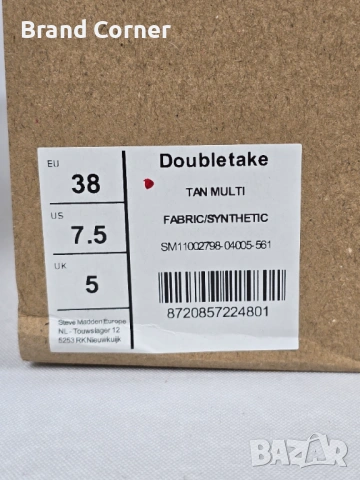 Brand Corner
EU
38
US
7.5
UK
5
Steve Madden Europe
NL - Touwslager 12
5253 RK Nieuwkuijk
Doubletake
TAN MULTI
FABRIC/SYNTHETIC
SM11002798-04005-561
8720857224801
BAZAR